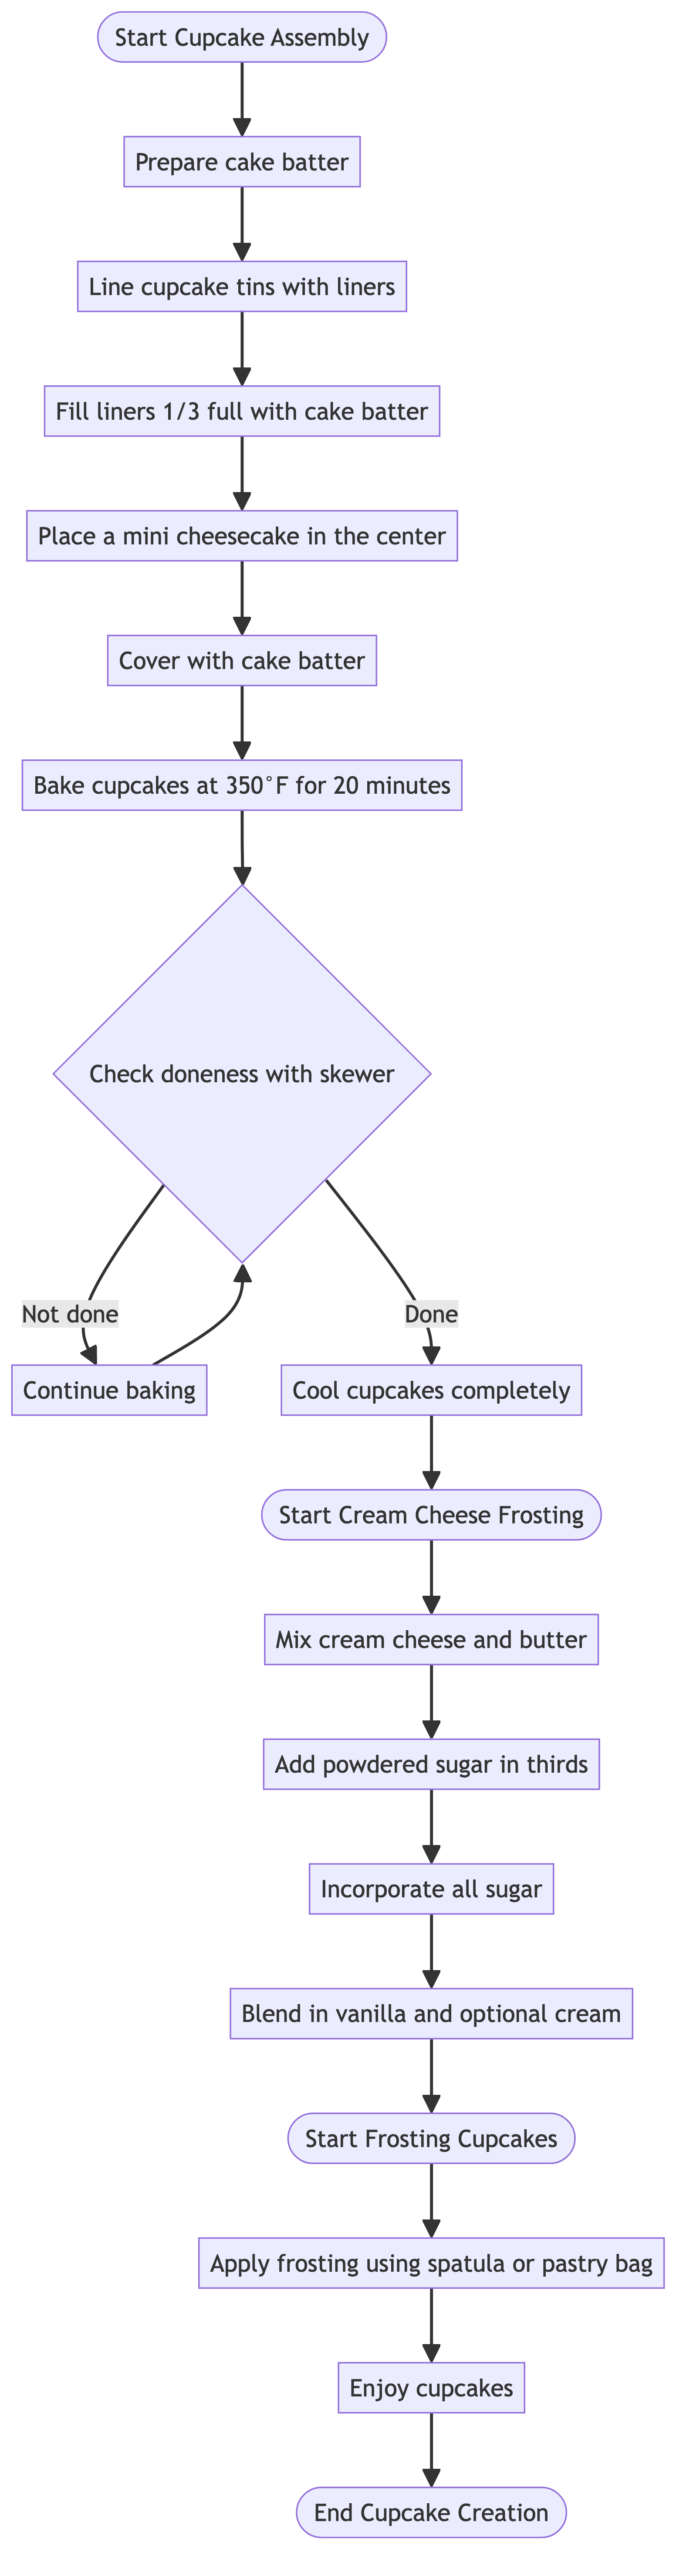 Start Cupcake Assembly
Prepare cake batter
Line cupcake tins with liners
Fill liners 1/3 full with cake batter
Place a mini cheesecake in the center
Cover with cake batter
Bake cupcakes at 350°F for 20 minutes
Check doneness with skewer
Not done
Done
Continue baking
Cool cupcakes completely
Start Cream Cheese Frosting
Mix cream cheese and butter
Add powdered sugar in thirds
Incorporate all sugar
Blend in vanilla and optional cream
Start Frosting Cupcakes
Apply frosting using spatula or pastry bag
Enjoy cupcakes
End Cupcake Creation